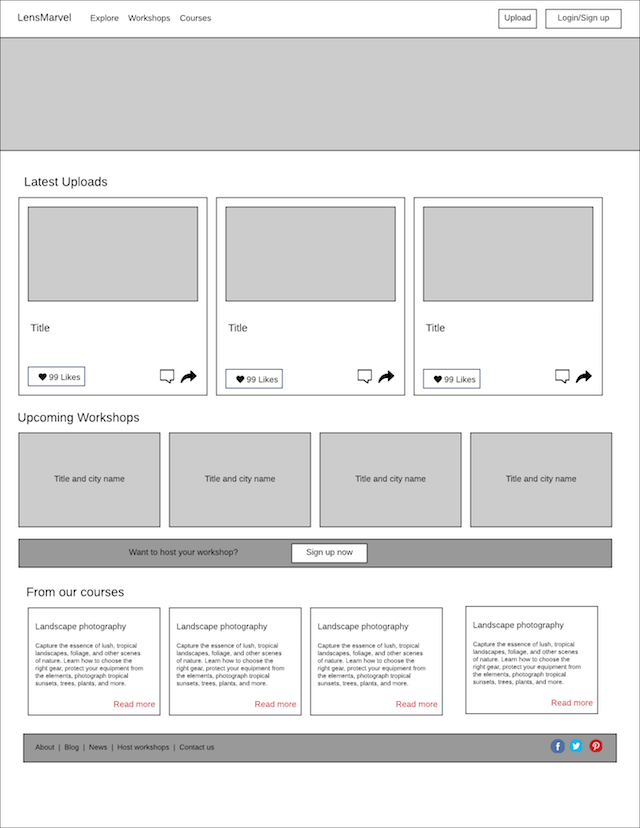 LensMarvel Explore Workshops Courses Upload Login/Sign up
Latest Uploads
Title Title Title
99 Likes 99 Likes 99 Likes
Upcoming Workshops
Title and city name Title and city name Title and city name Title and city name
Want to host your workshop? Sign up now
From our courses
Landscape photography
Capture the essence of lush, tropical
landscapes, foliage, and other scenes
of nature. Learn how to choose the
right gear, protect your equipment from
the elements, photograph tropical
sunsets, trees, plants, and more.
Read more
Landscape photography
Capture the essence of lush, tropical
landscapes, foliage, and other scenes
of nature. Learn how to choose the
right gear, protect your equipment from
the elements, photograph tropical
sunsets, trees, plants, and more.
Read more
Landscape photography
Capture the essence of lush, tropical
landscapes, foliage, and other scenes
of nature. Learn how to choose the
right gear, protect your equipment from
the elements, photograph tropical
sunsets, trees, plants, and more.
Read more
Landscape photography
Capture the essence of lush, tropical
landscapes, foliage, and other scenes
of nature. Learn how to choose the
right gear, protect your equipment from
the elements, photograph tropical
sunsets, trees, plants, and more.
Read more
About | Blog | News | Host workshops | Contact us